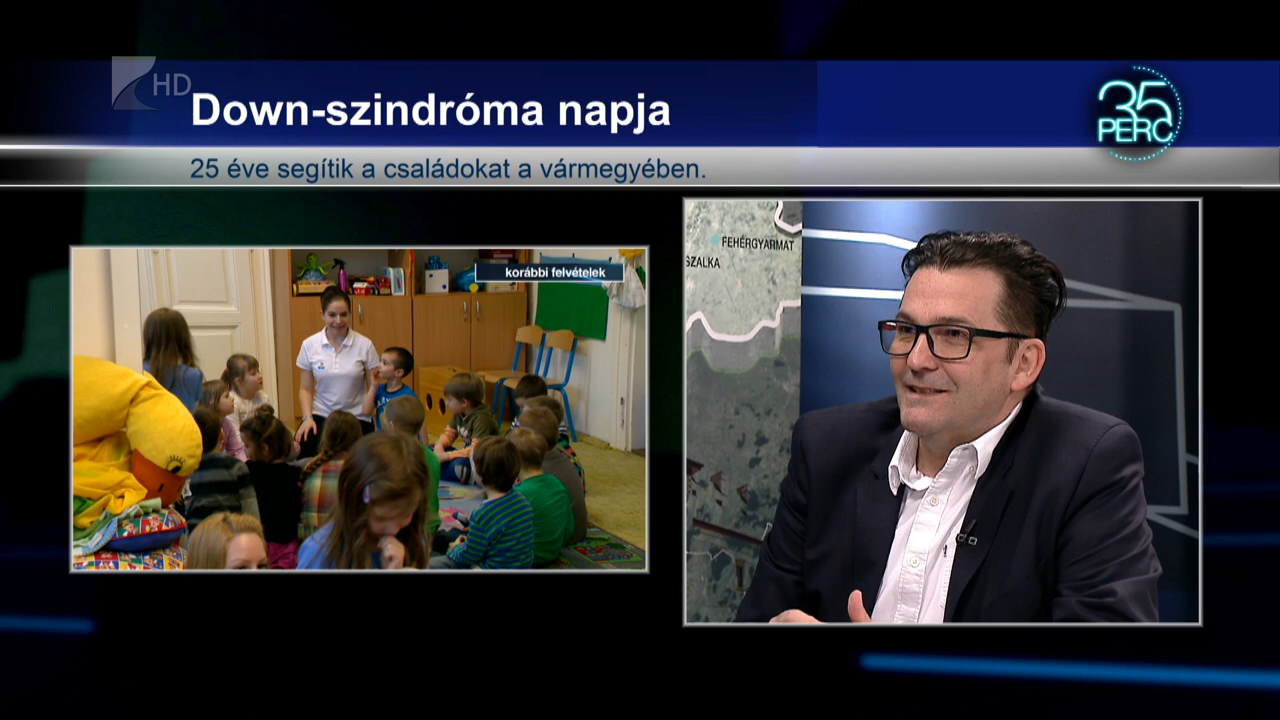 HD
Down-szindróma napja
35
PERC
25 éve segítik a családokat a vármegyében.
korábbi felvételek
FEHÉRGYARMAT
SZALKA